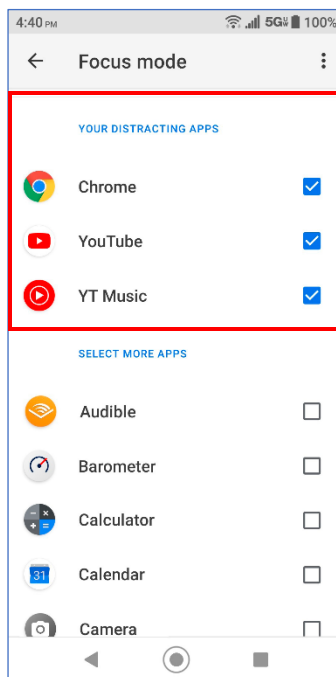 4:40 PM 5G 100%
Focus mode
YOUR DISTRACTING APPS
Chrome
YouTube
YT Music
SELECT MORE APPS
Audible
Barometer
Calculator
31 Calendar
Camera